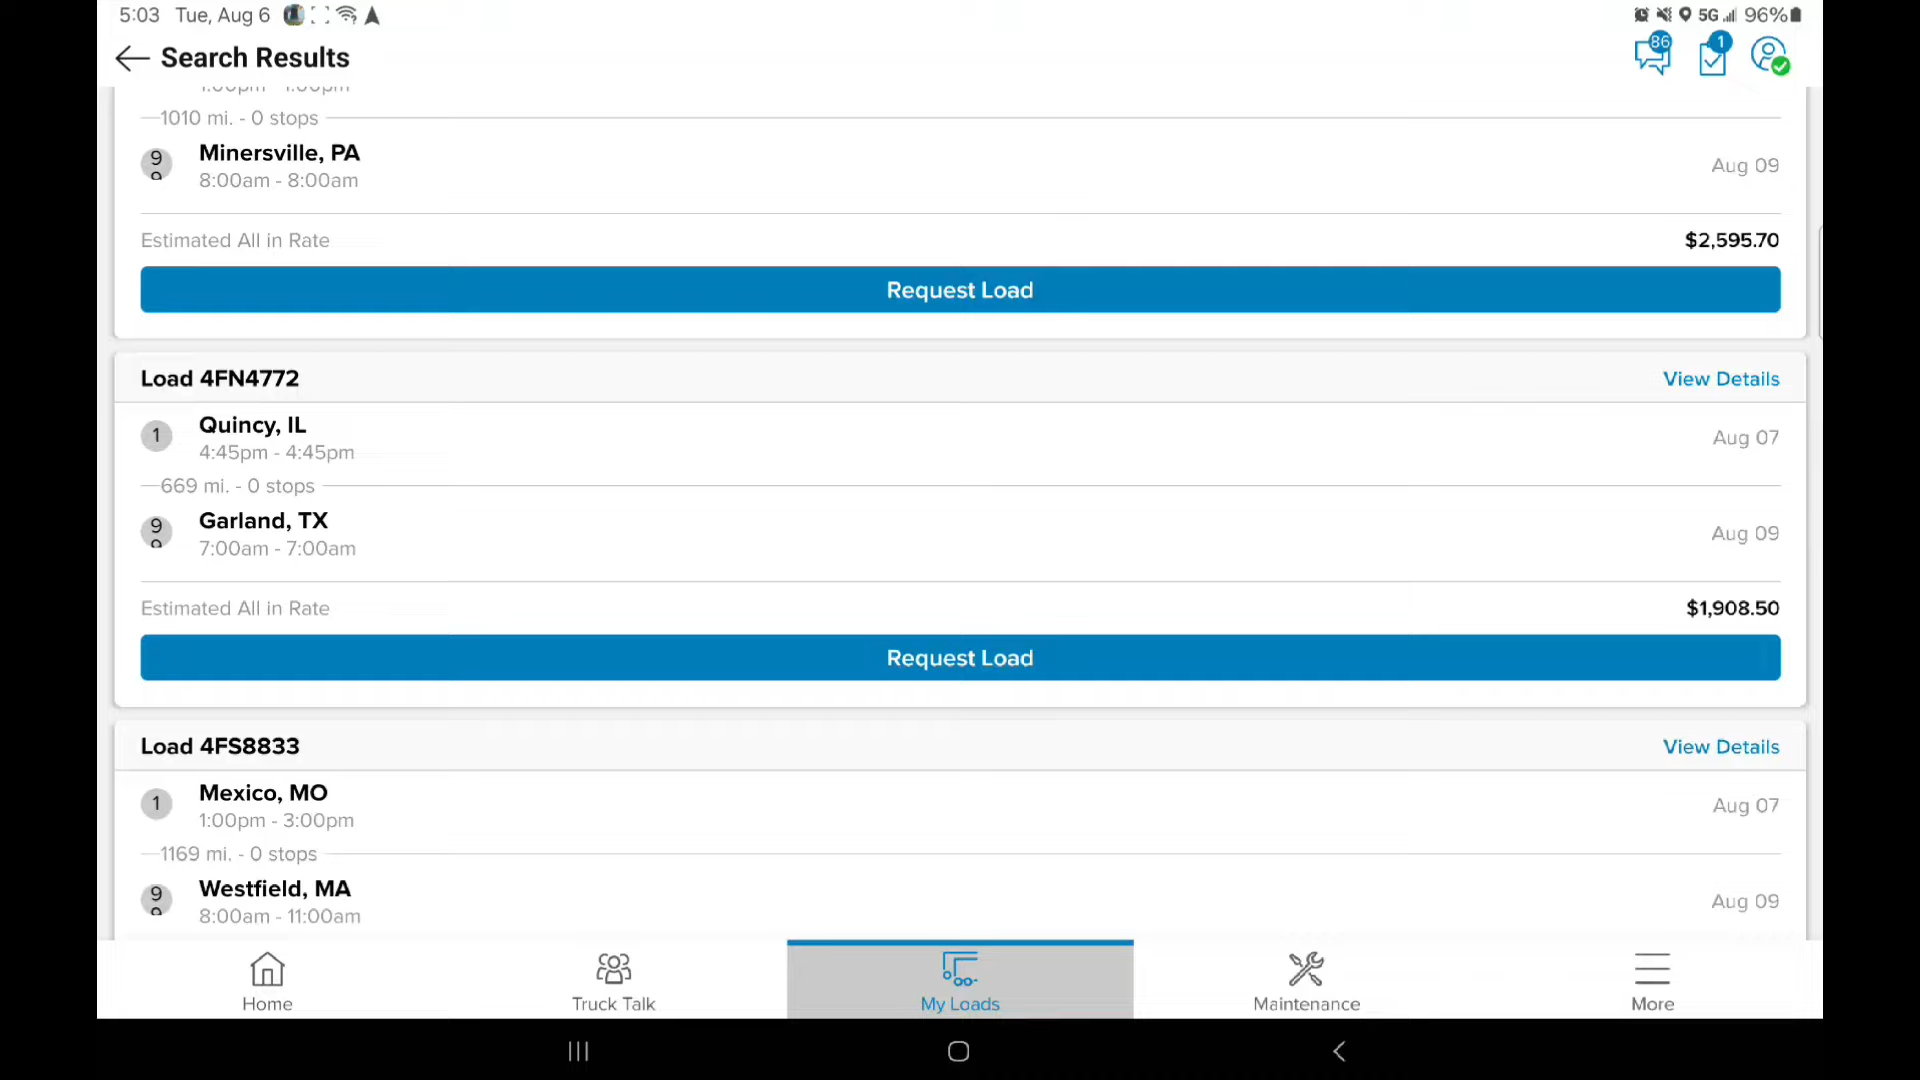 5:03 Tue, Aug 6
5G 96%
Search Results
86
1
1:00pm - 1:00pm
1010 mi. - 0 stops
99
Minersville, PA
Aug 09
8:00am - 8:00am
Estimated All in Rate
$2,595.70
Request Load
Load 4FN4772
View Details
1
Quincy, IL
Aug 07
4:45pm - 4:45pm
669 mi. - 0 stops
99
Garland, TX
Aug 09
7:00am - 7:00am
Estimated All in Rate
$1,908.50
Request Load
Load 4FS8833
View Details
1
Mexico, MO
Aug 07
1:00pm - 3:00pm
1169 mi. - 0 stops
99
Westfield, MA
Aug 09
8:00am - 11:00am
Home
Truck Talk
My Loads
Maintenance
More